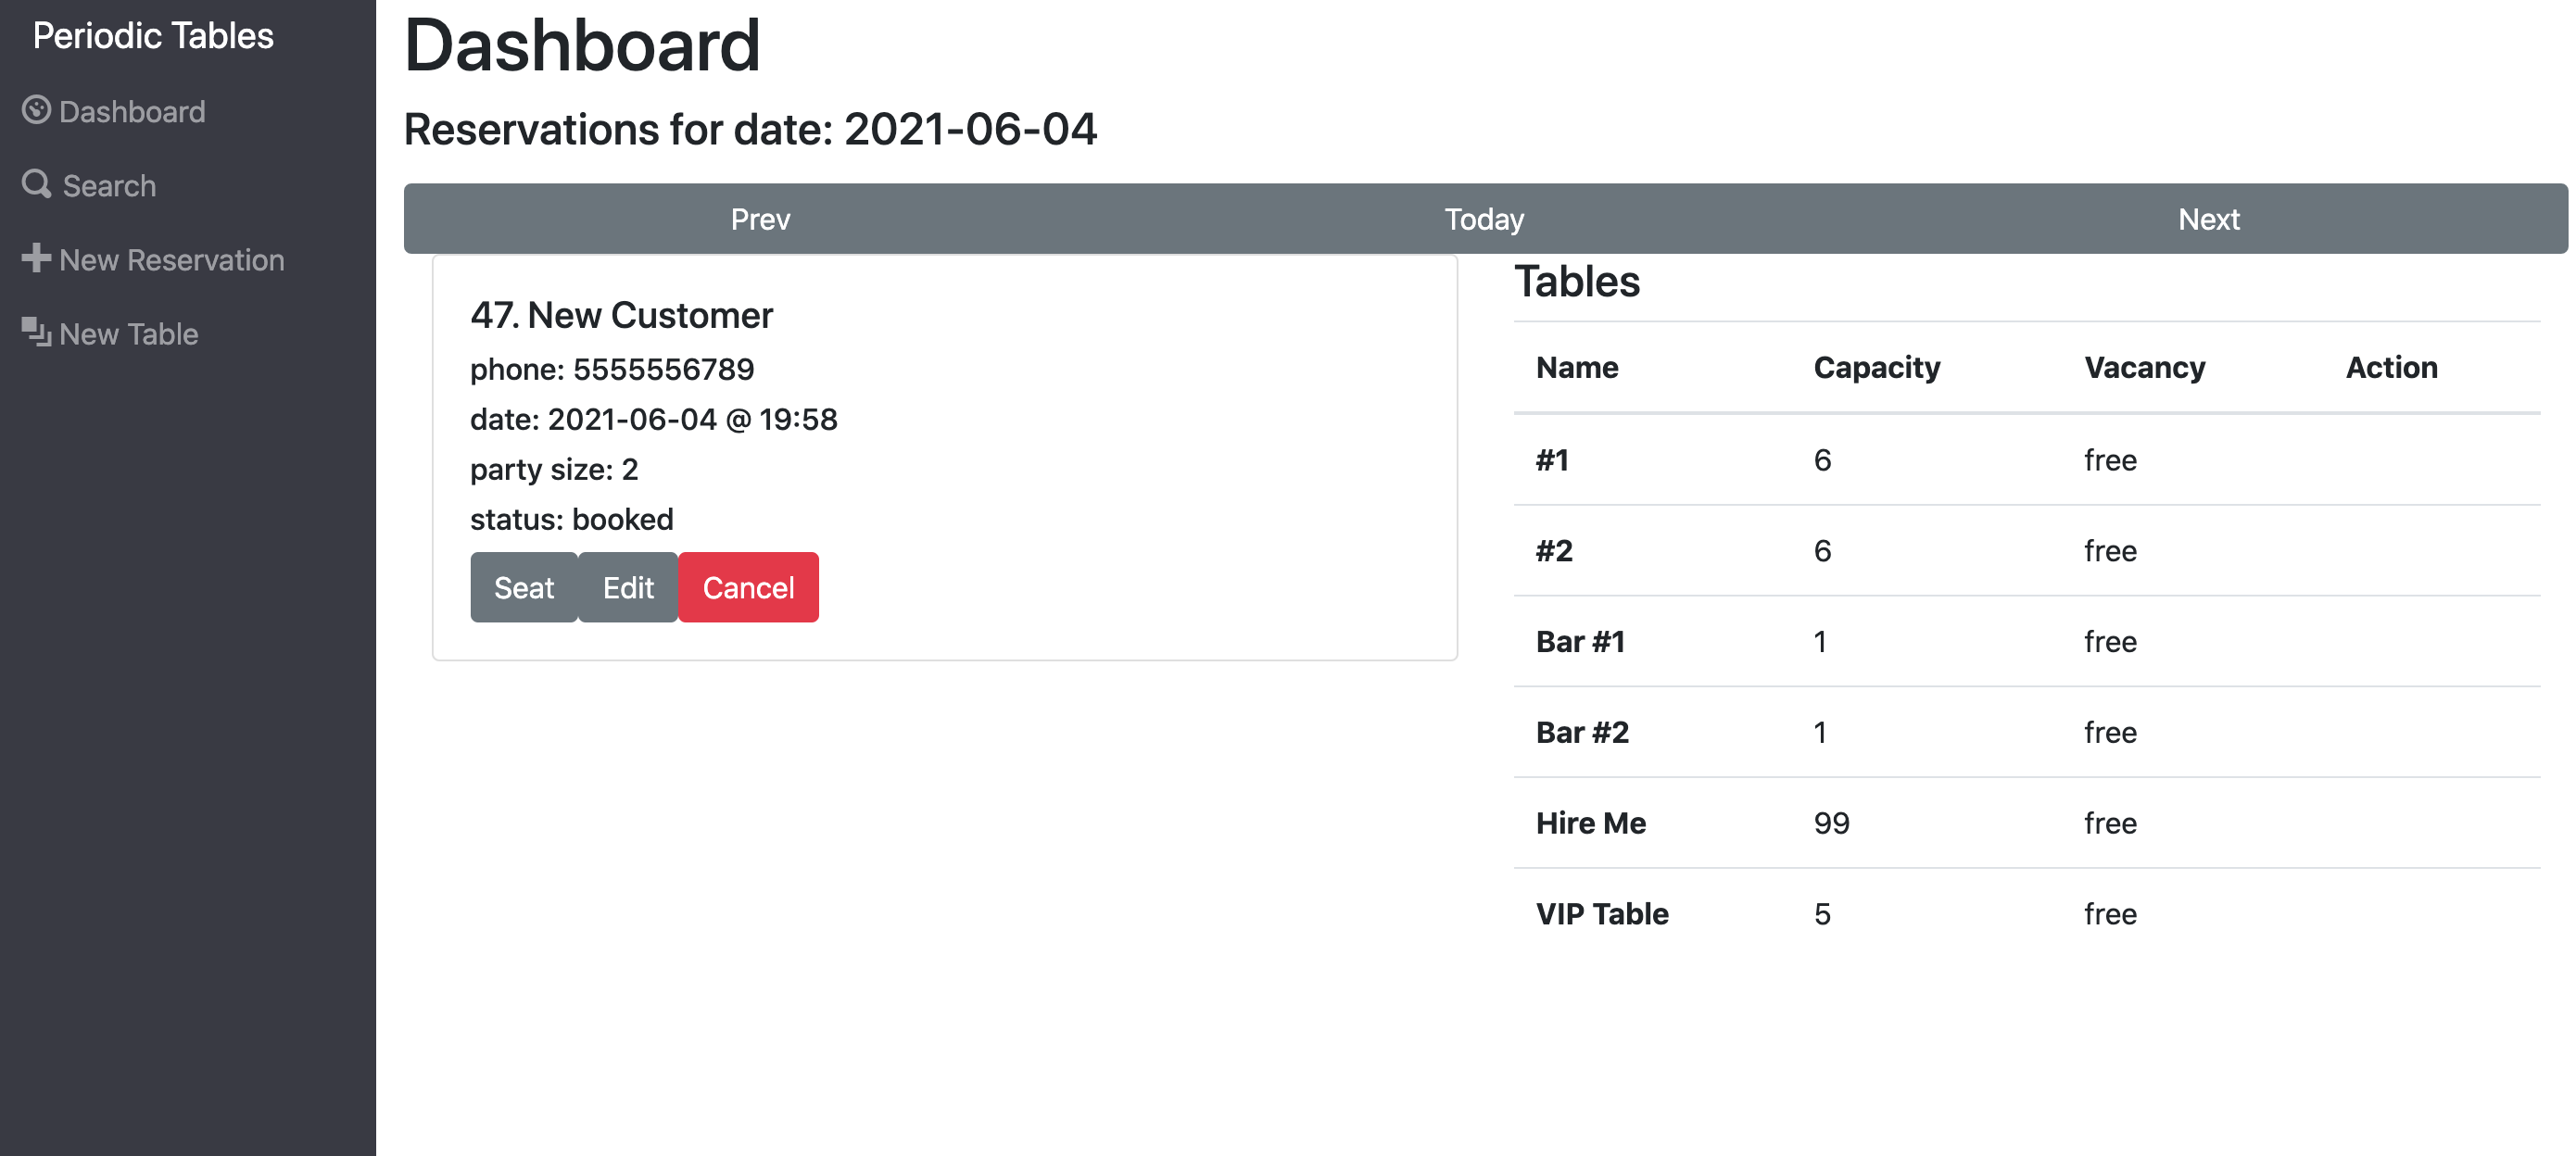 Periodic Tables
Dashboard
Search
New Reservation
New Table
Dashboard
Reservations for date: 2021-06-04
Prev Today Next
47. New Customer
phone: 5555556789
date: 2021-06-04 @ 19:58
party size: 2
status: booked
Seat Edit Cancel
Tables
Name Capacity Vacancy Action
#1 6 free
#2 6 free
Bar #1 1 free
Bar #2 1 free
Hire Me 99 free
VIP Table 5 free